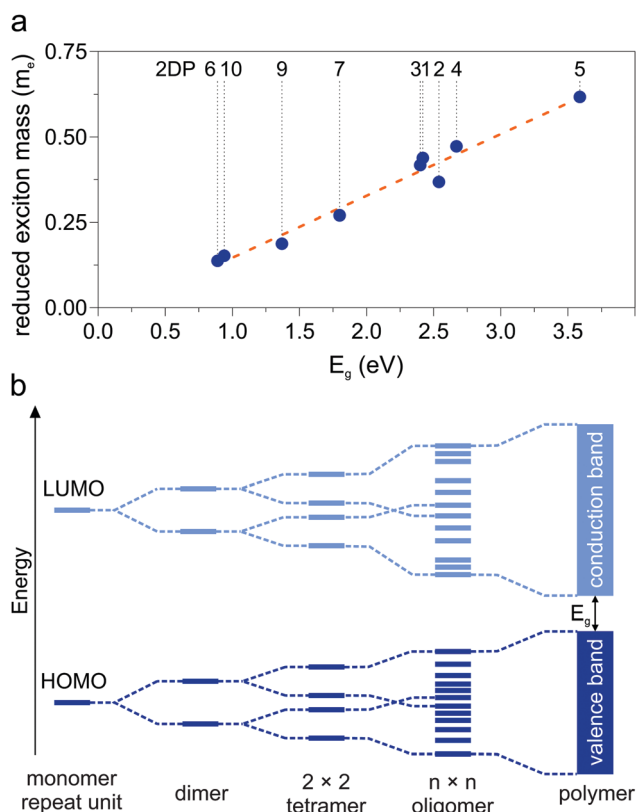 a
reduced exciton mass (mₑ)
0.75
0.50
0.25
0.00
2DP 6 10 9 7 3 1 2 4 5
0.0 0.5 1.0 1.5 2.0 2.5 3.0 3.5
E_g (eV)
b
Energy
LUMO
HOMO
conduction band
E_g
valence band
monomer
repeat unit
dimer
2 × 2
tetramer
n × n
oligomer
polymer